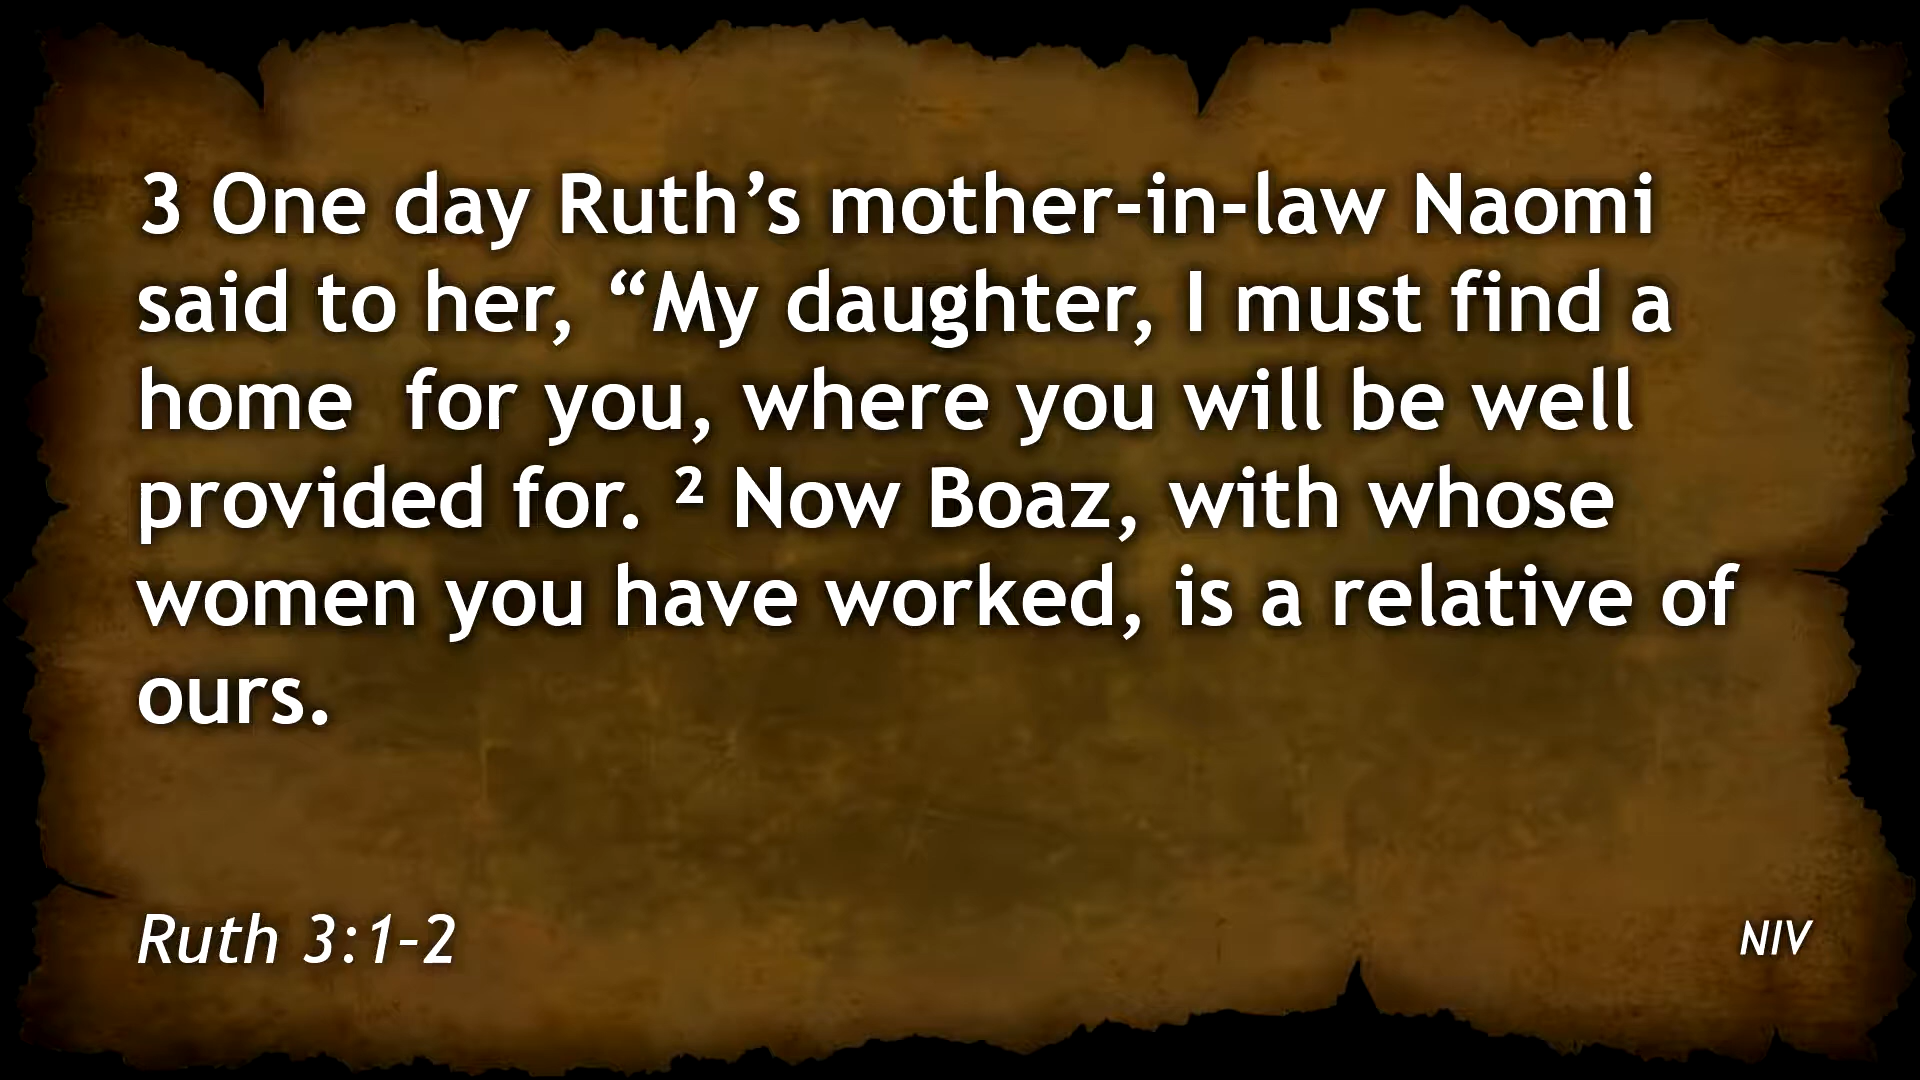 3 One day Ruth’s mother-in-law Naomi
said to her, “My daughter, I must find a
home  for you, where you will be well
provided for. ² Now Boaz, with whose
women you have worked, is a relative of
ours.
Ruth 3:1–2
NIV